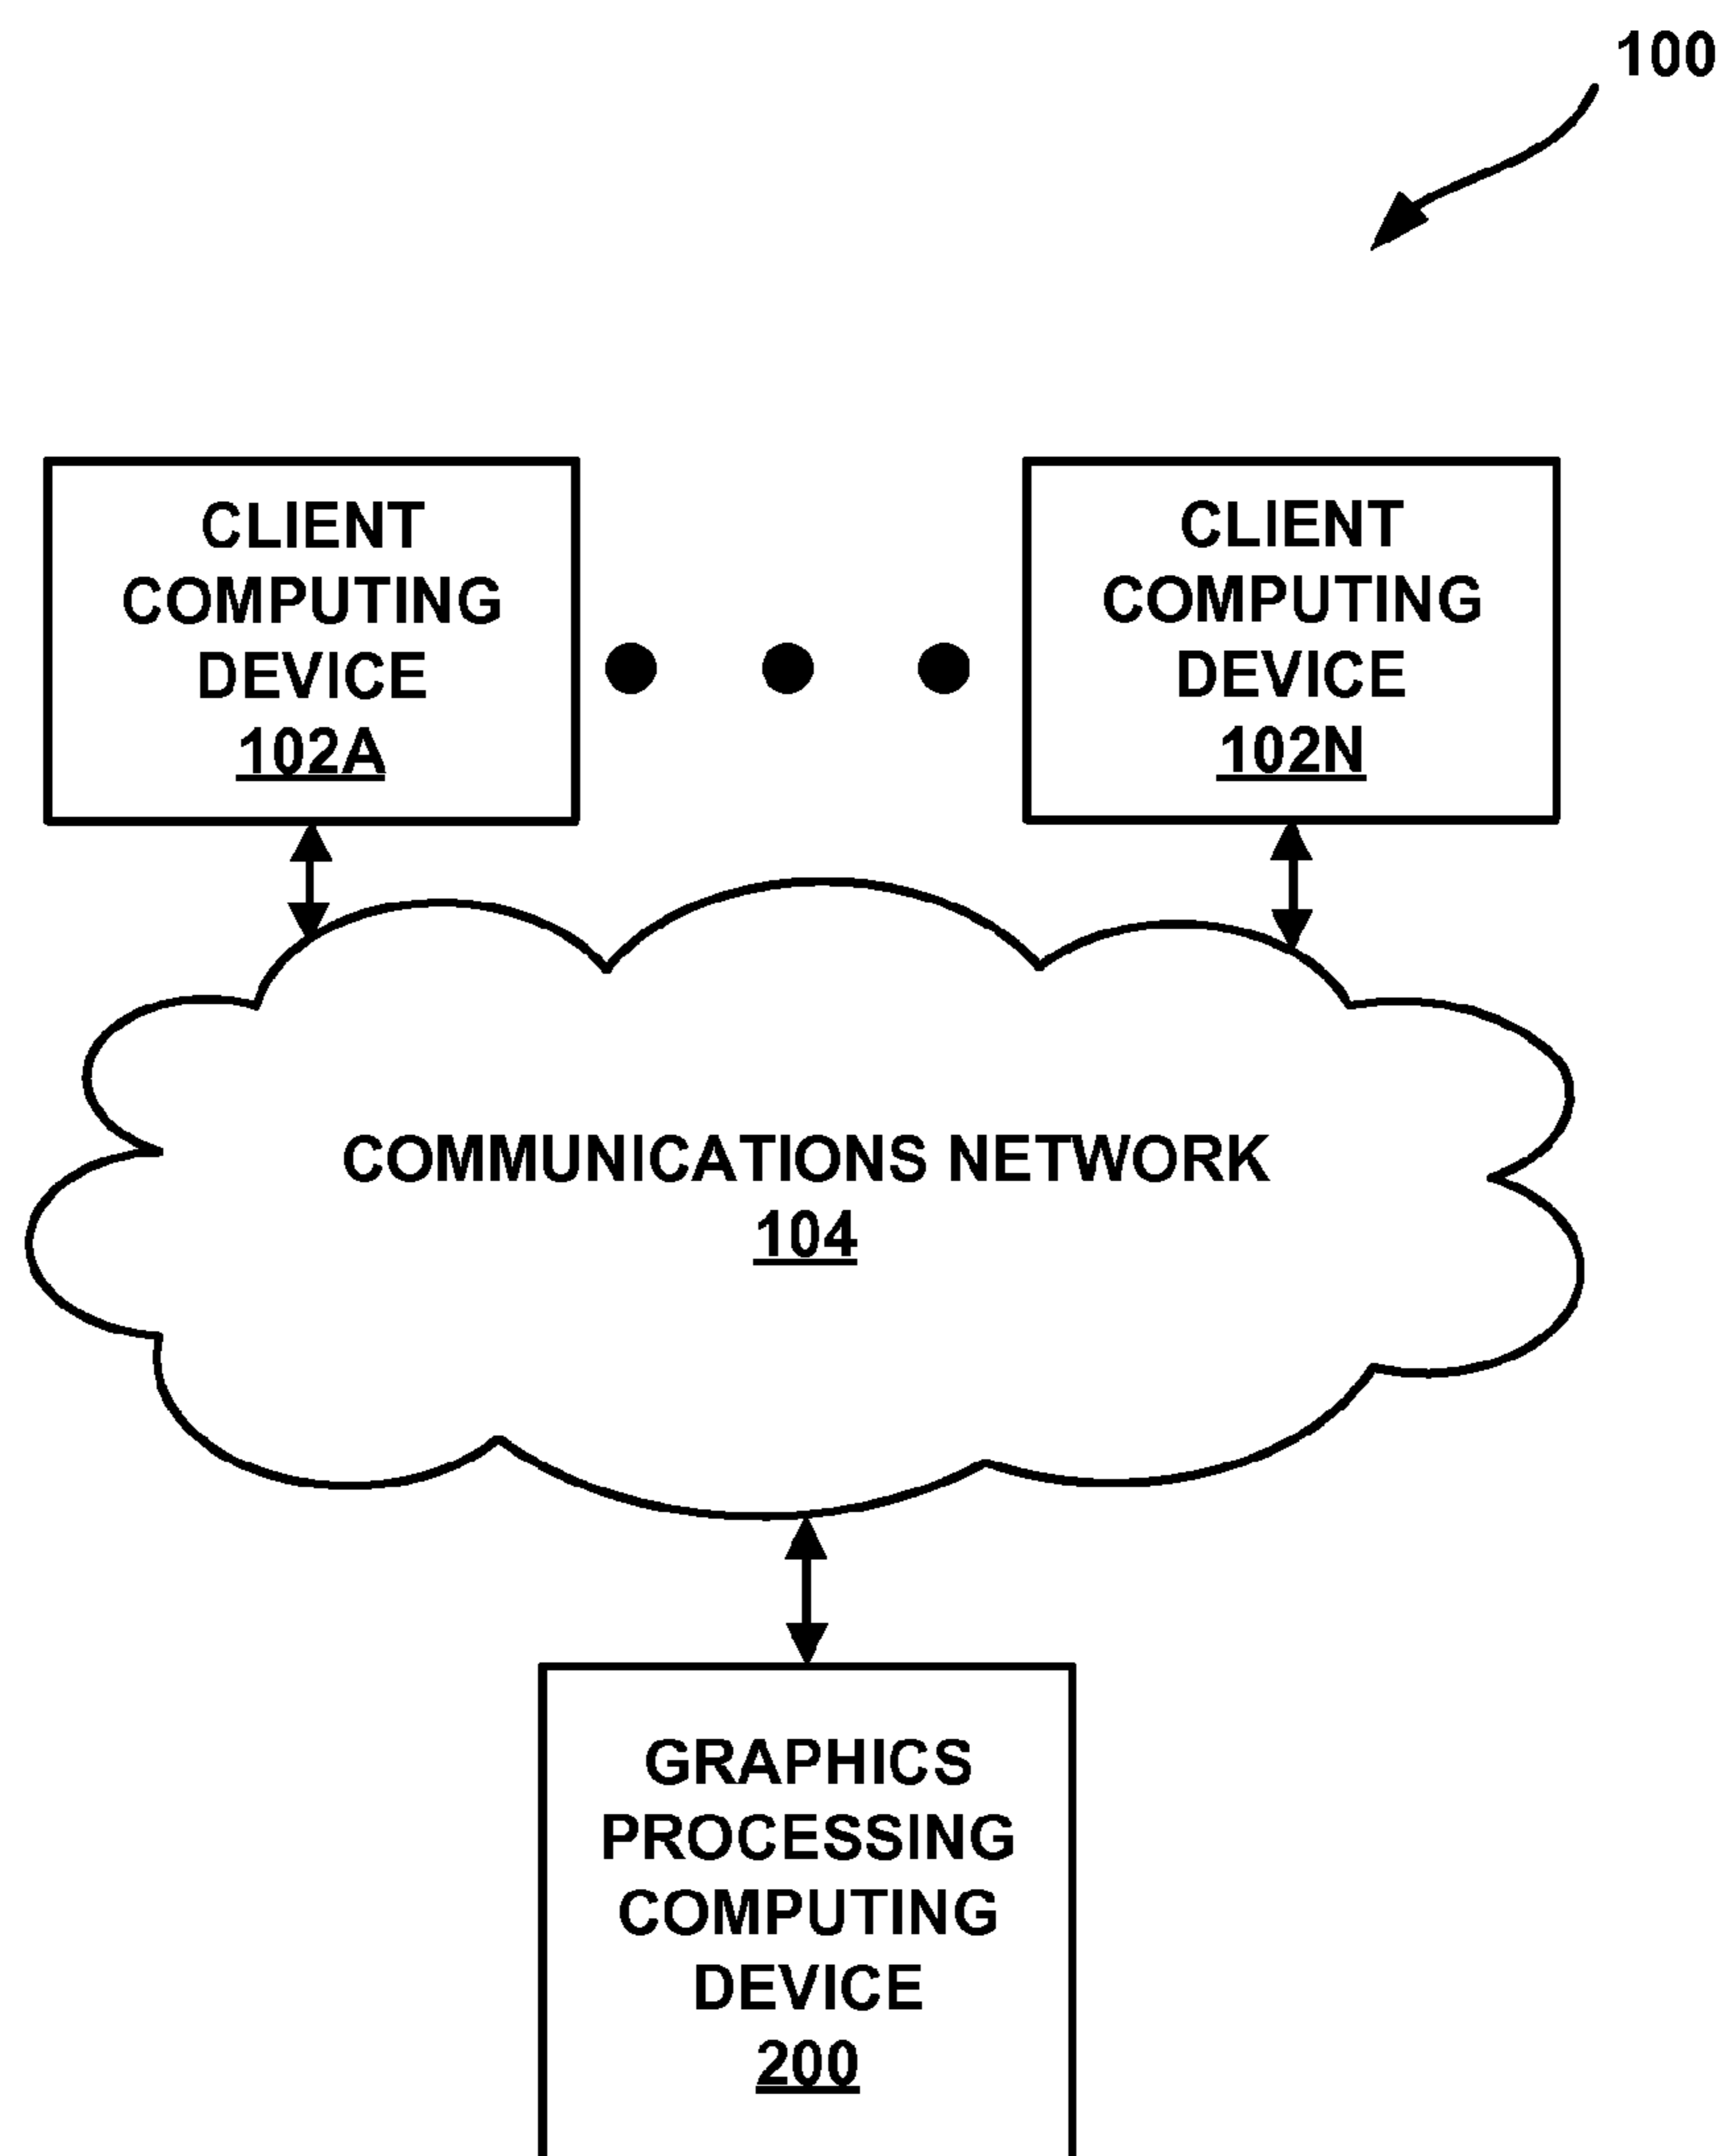 100
CLIENT
COMPUTING
DEVICE
102A
CLIENT
COMPUTING
DEVICE
102N
COMMUNICATIONS NETWORK
104
GRAPHICS
PROCESSING
COMPUTING
DEVICE
200